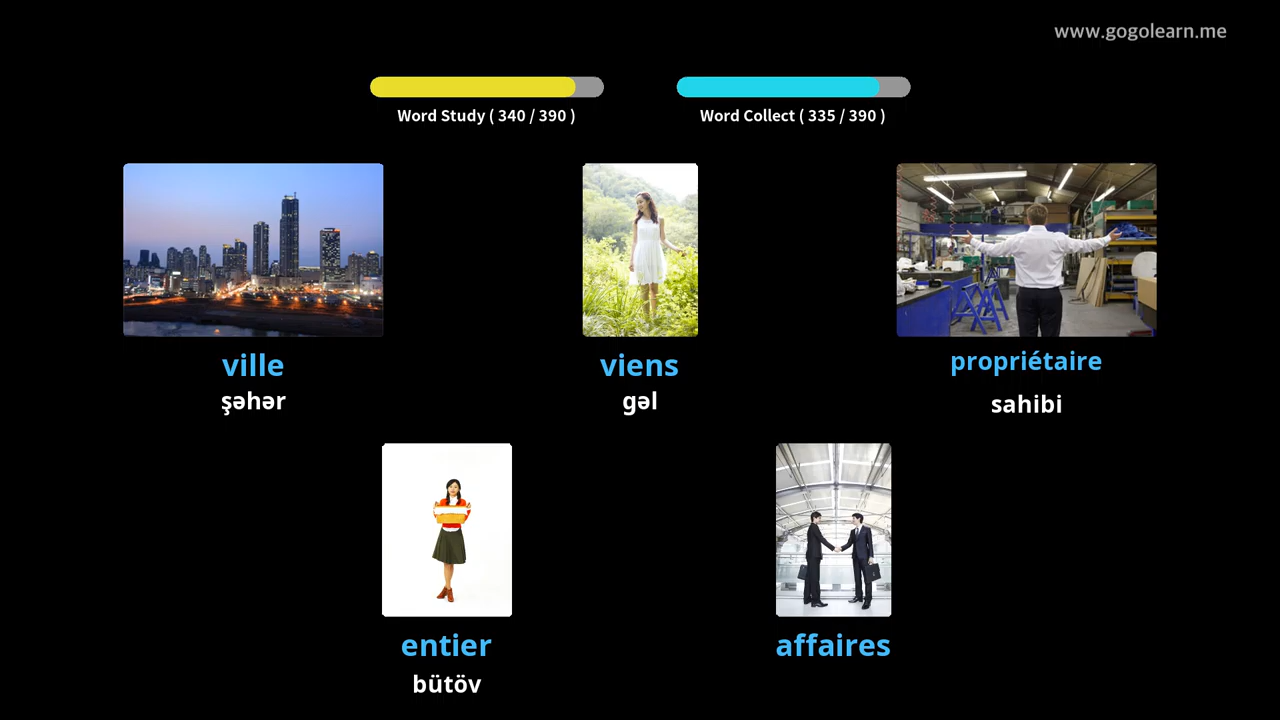 www.gogolearn.me
Word Study ( 340 / 390 )
Word Collect ( 335 / 390 )
ville
şəhər
viens
gəl
propriétaire
sahibi
entier
bütöv
affaires